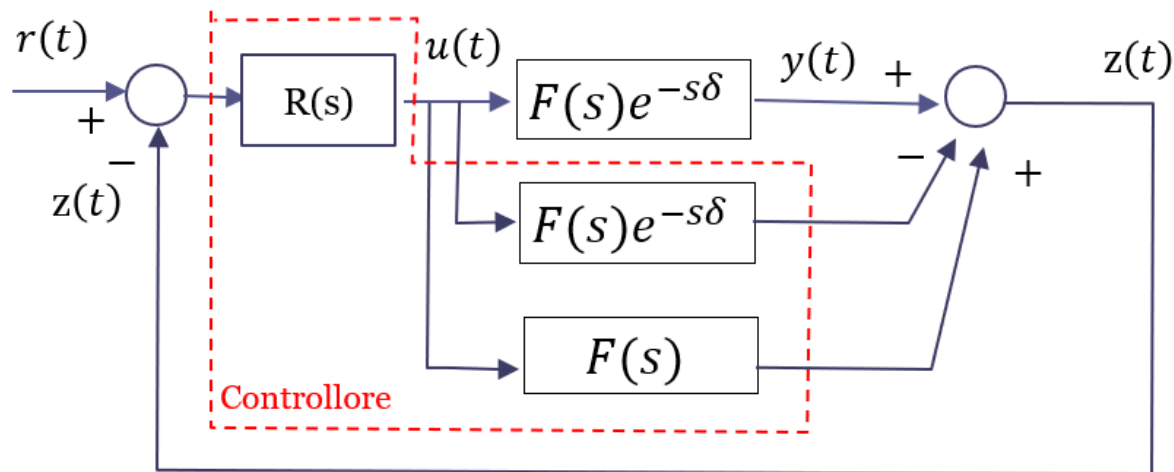 r(t)
+
−
z(t)
R(s)
u(t)
F(s)e^{−sδ}
y(t)
+
−
+
z(t)
F(s)e^{−sδ}
F(s)
Controllore